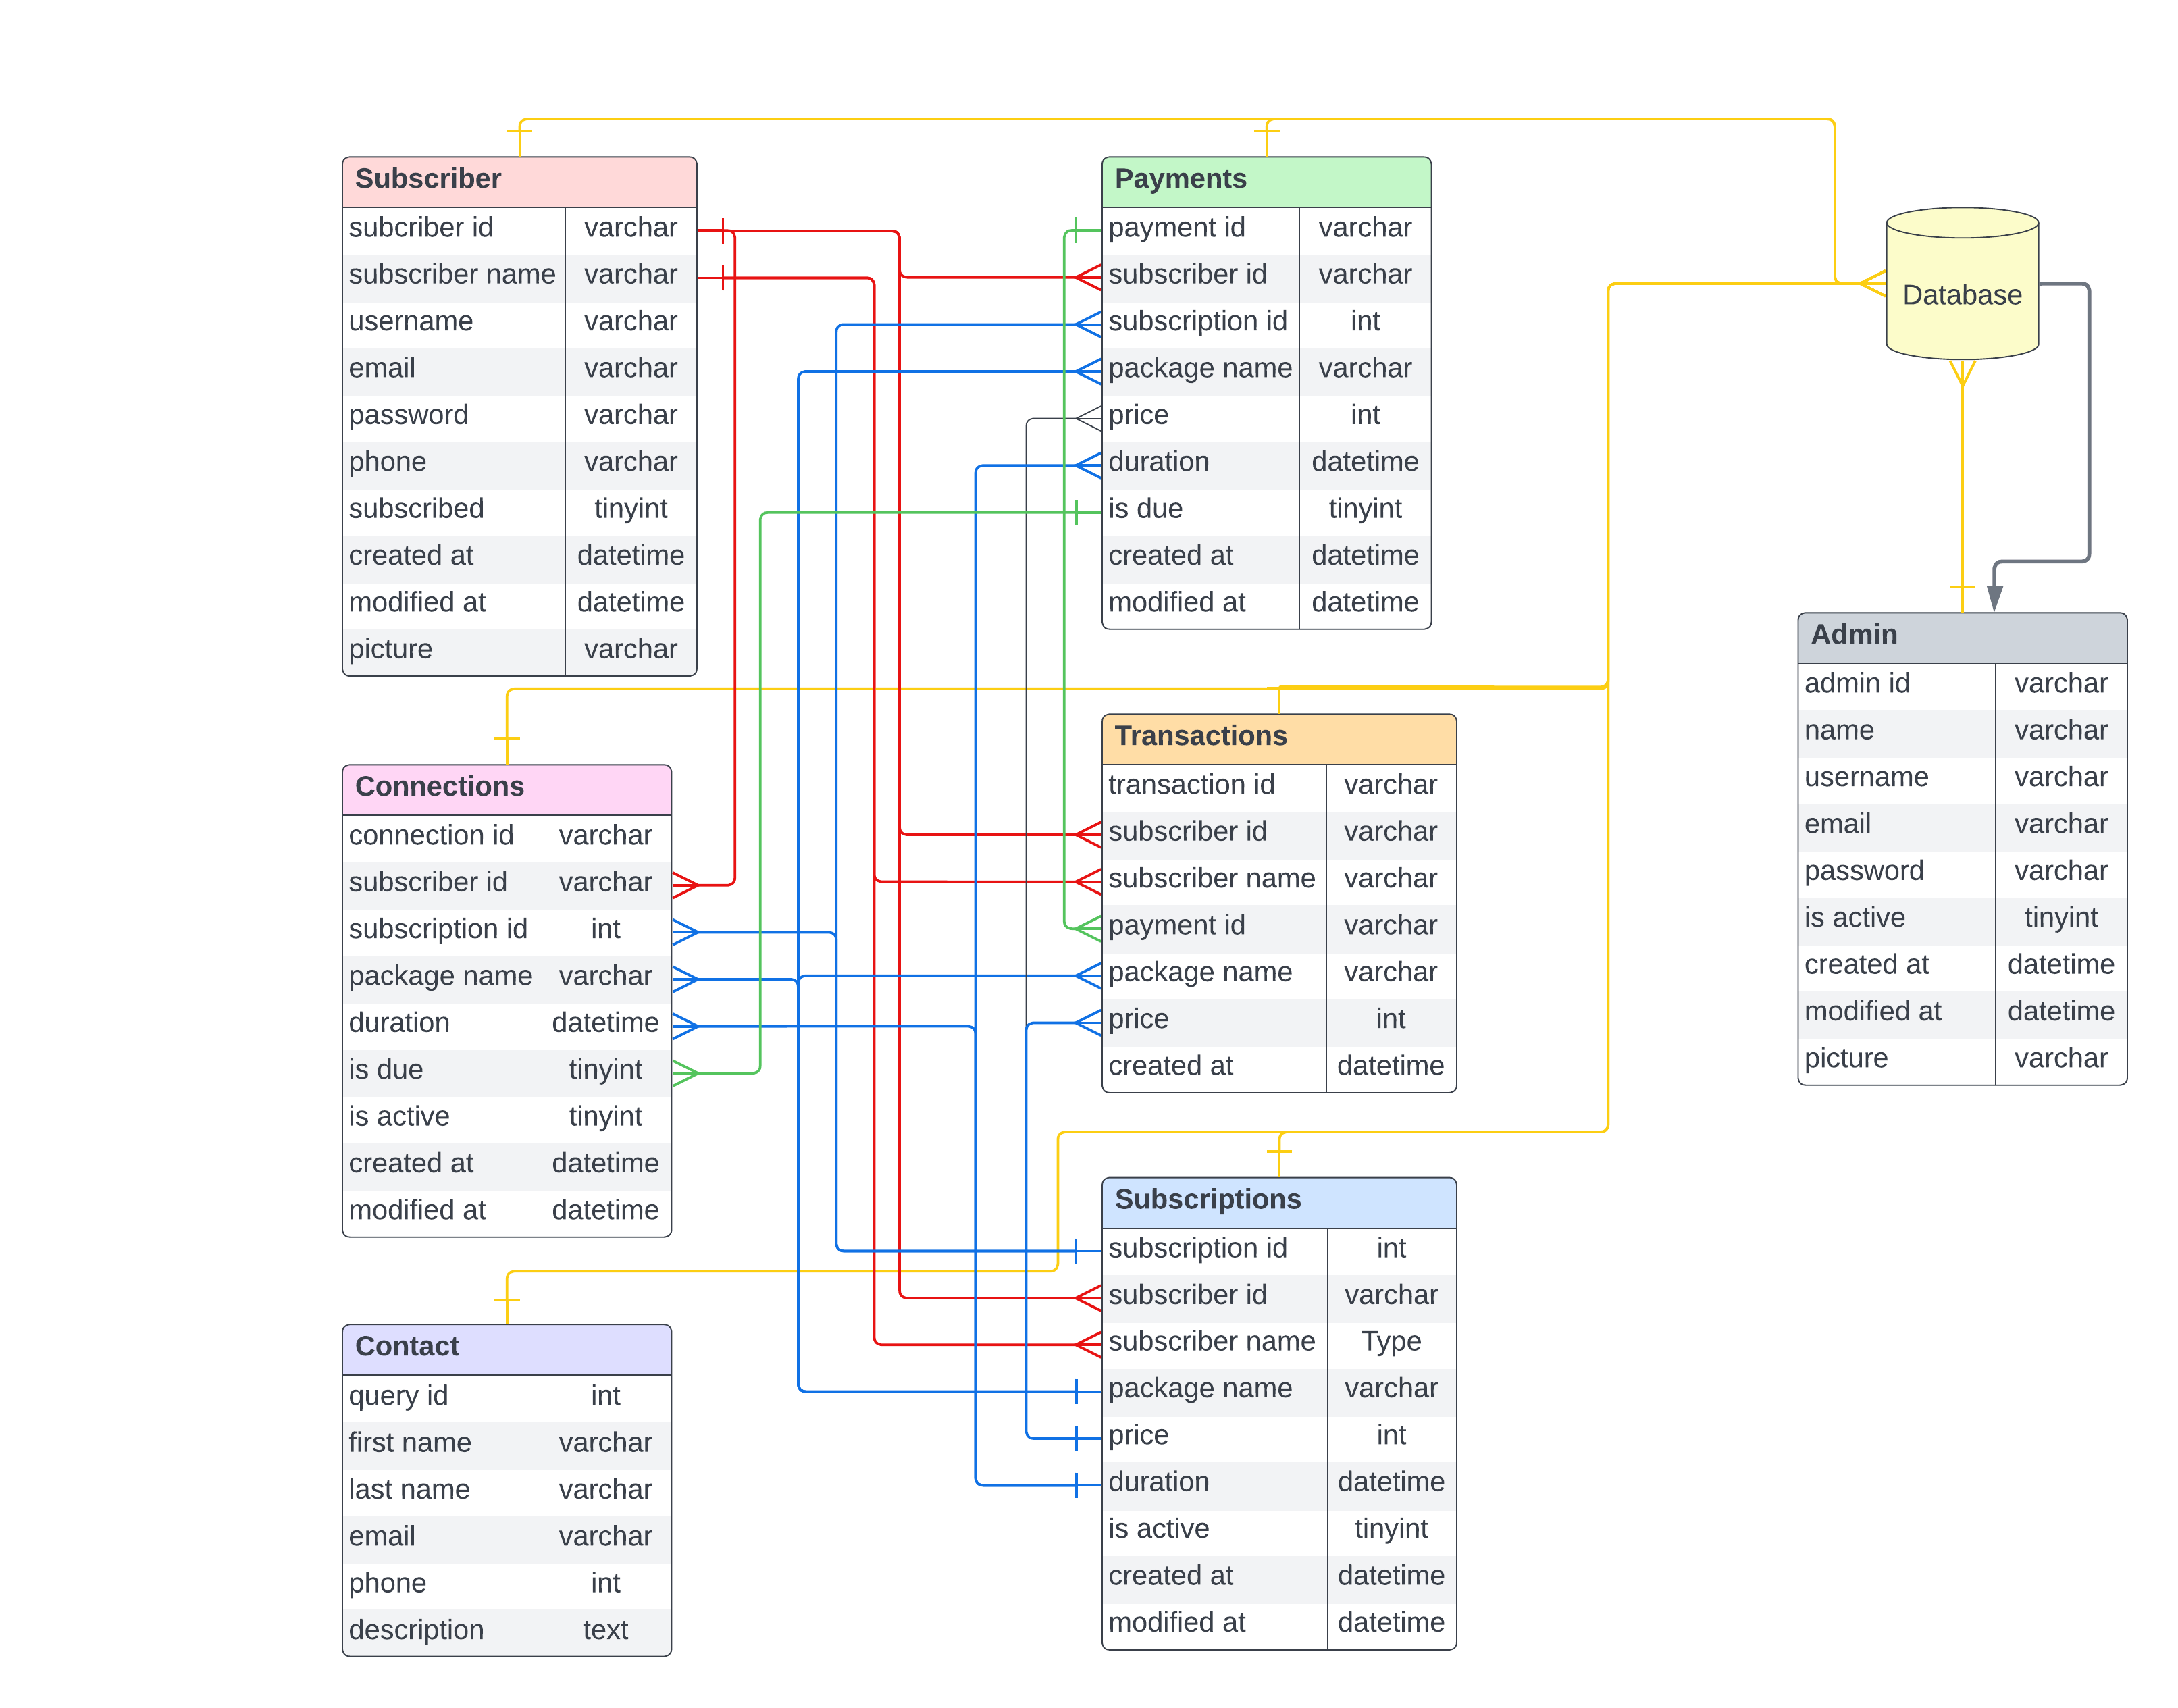 Subscriber
subcriber id varchar
subscriber name varchar
username varchar
email varchar
password varchar
phone varchar
subscribed tinyint
created at datetime
modified at datetime
picture varchar
Payments
payment id varchar
subscriber id varchar
subscription id int
package name varchar
price int
duration datetime
is due tinyint
created at datetime
modified at datetime
Database
Admin
admin id varchar
name varchar
username varchar
email varchar
password varchar
is active tinyint
created at datetime
modified at datetime
picture varchar
Connections
connection id varchar
subscriber id varchar
subscription id int
package name varchar
duration datetime
is due tinyint
is active tinyint
created at datetime
modified at datetime
Transactions
transaction id varchar
subscriber id varchar
subscriber name varchar
payment id varchar
package name varchar
price int
created at datetime
Subscriptions
subscription id int
subscriber id varchar
subscriber name Type
package name varchar
price int
duration datetime
is active tinyint
created at datetime
modified at datetime
Contact
query id int
first name varchar
last name varchar
email varchar
phone int
description text